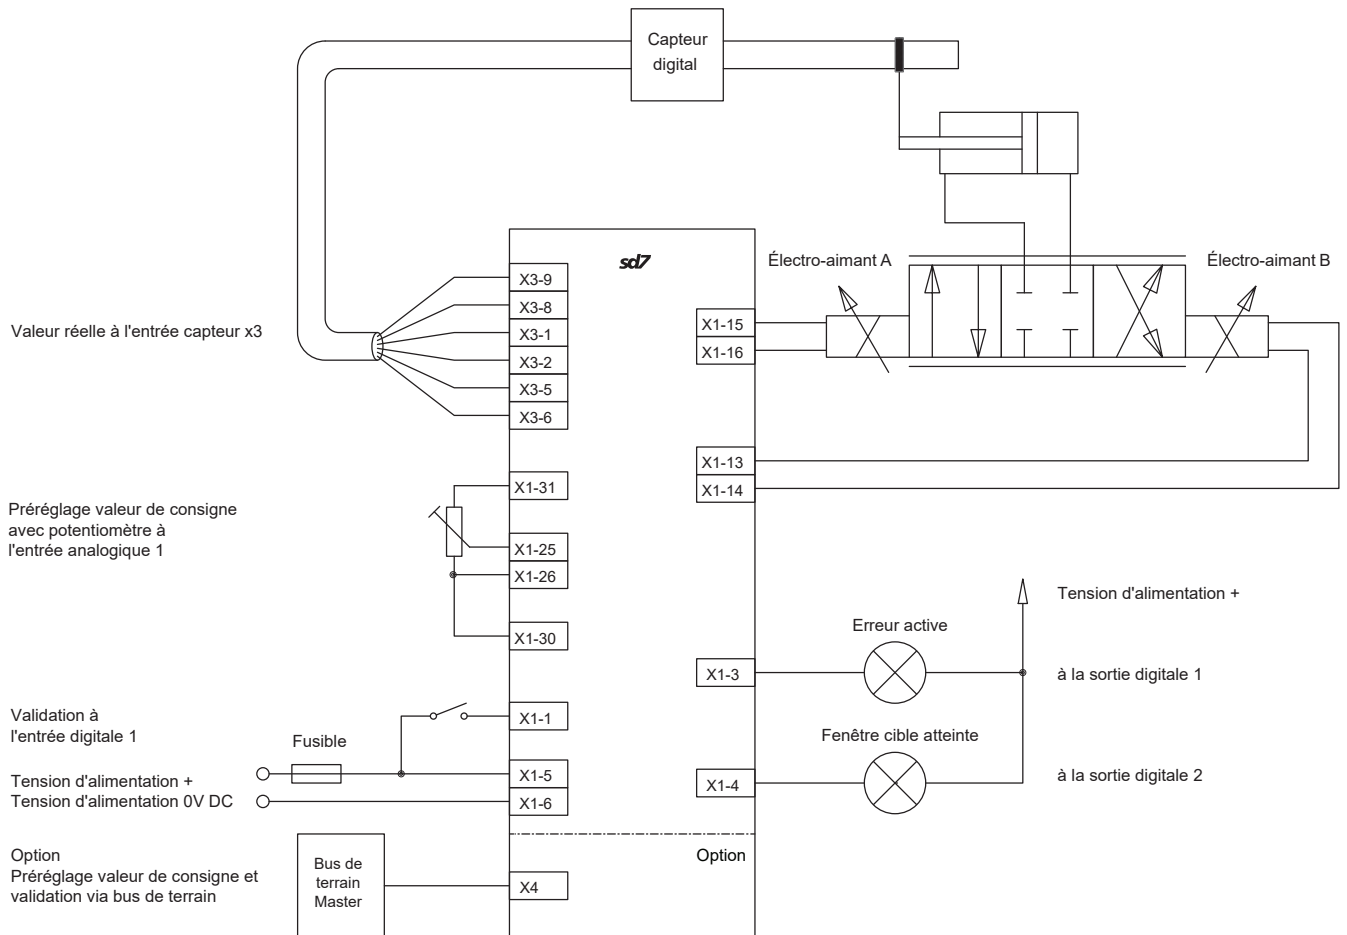 Capteur
digital
sd7
Électro-aimant A
Électro-aimant B
X3-9
X3-8
X3-1
X3-2
X3-5
X3-6
Valeur réelle à l'entrée capteur x3
X1-15
X1-16
X1-13
X1-14
X1-31
X1-25
X1-26
X1-30
Préréglage valeur de consigne
avec potentiomètre à
l'entrée analogique 1
Tension d'alimentation +
Erreur active
X1-3
à la sortie digitale 1
Validation à
l'entrée digitale 1
X1-1
Fusible
Fenêtre cible atteinte
X1-4
à la sortie digitale 2
Tension d'alimentation +
Tension d'alimentation 0V DC
X1-5
X1-6
Option
Préréglage valeur de consigne et
validation via bus de terrain
Bus de
terrain
Master
X4
Option